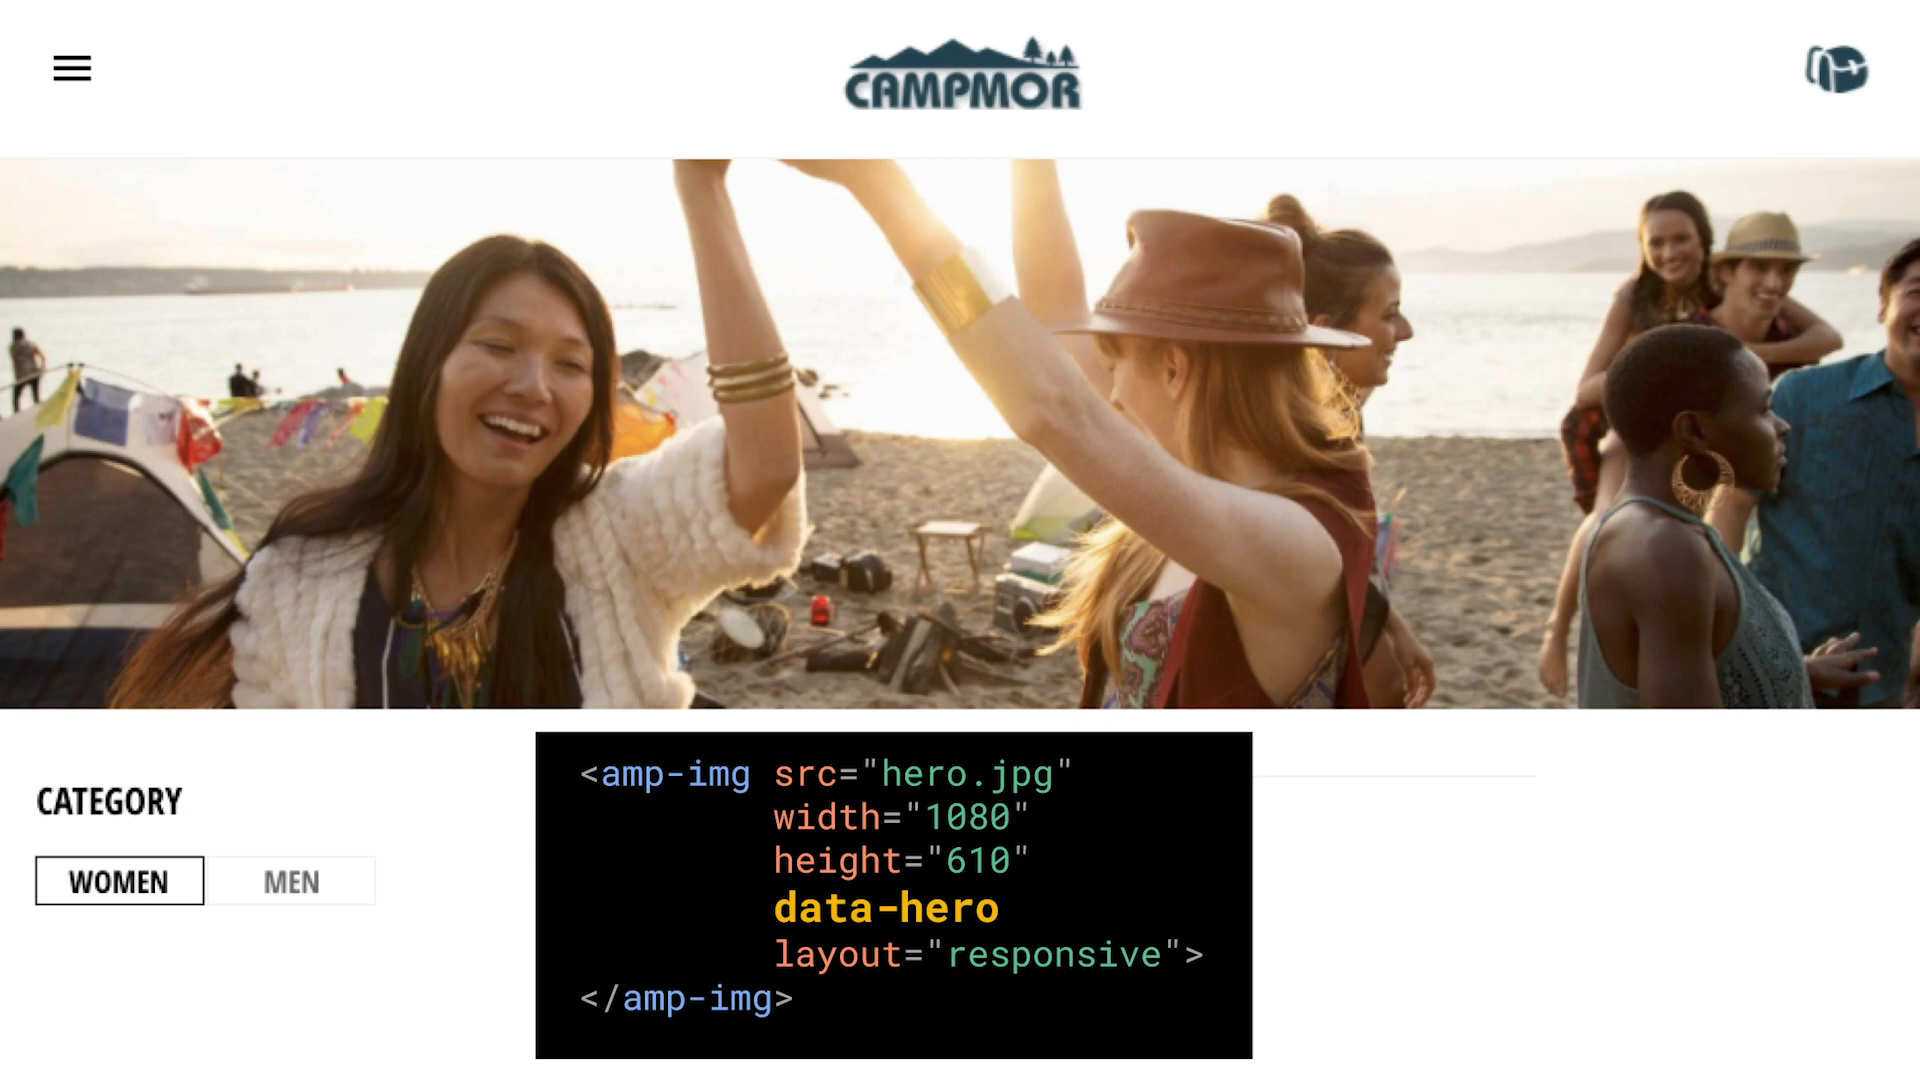 CAMPMOR
CATEGORY
WOMEN MEN
<amp-img src="hero.jpg"
width="1080"
height="610"
data-hero
layout="responsive">
</amp-img>